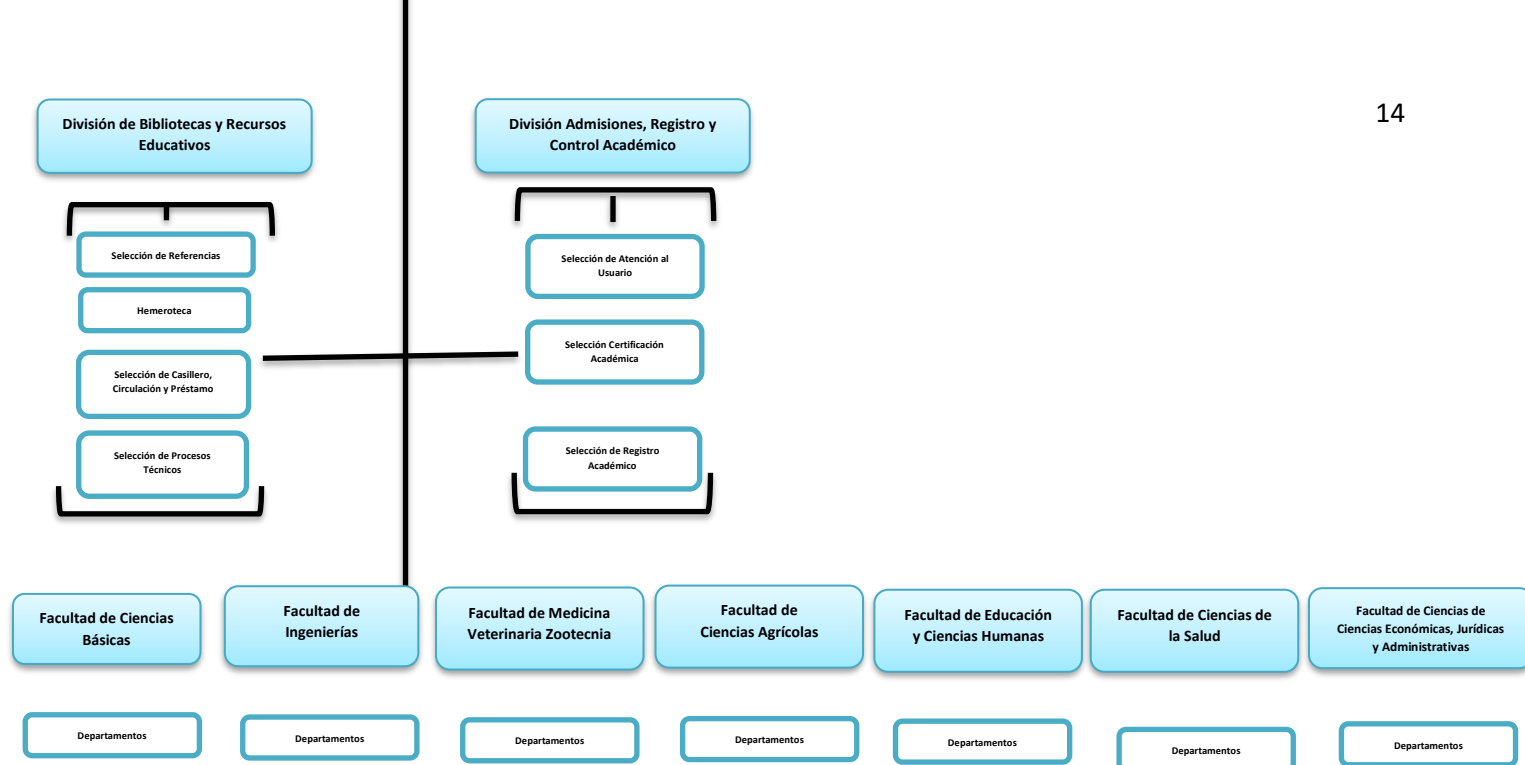 14
División de Bibliotecas y Recursos
Educativos
División Admisiones, Registro y
Control Académico
Selección de Referencias
Hemeroteca
Selección de Casillero,
Circulación y Préstamo
Selección de Procesos
Técnicos
Selección de Atención al
Usuario
Selección Certificación
Académica
Selección de Registro
Académico
Facultad de Ciencias
Básicas
Facultad de
Ingenierías
Facultad de Medicina
Veterinaria Zootecnia
Facultad de
Ciencias Agrícolas
Facultad de Educación
y Ciencias Humanas
Facultad de Ciencias de
la Salud
Facultad de Ciencias de
Ciencias Económicas, Jurídicas
y Administrativas
Departamentos
Departamentos
Departamentos
Departamentos
Departamentos
Departamentos
Departamentos